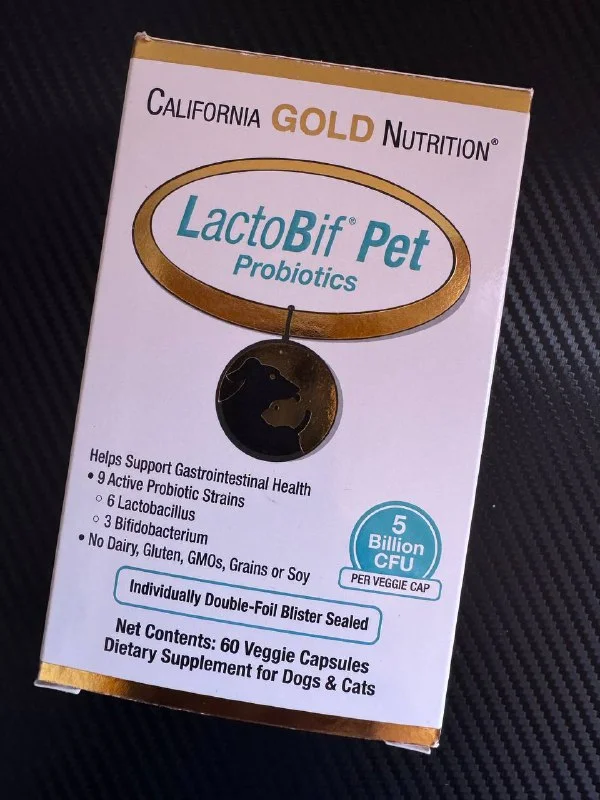 CALIFORNIA GOLD NUTRITION®
LactoBif® Pet
Probiotics
Helps Support Gastrointestinal Health
• 9 Active Probiotic Strains
○ 6 Lactobacillus
○ 3 Bifidobacterium
• No Dairy, Gluten, GMOs, Grains or Soy
5
Billion
CFU
PER VEGGIE CAP
Individually Double-Foil Blister Sealed
Net Contents: 60 Veggie Capsules
Dietary Supplement for Dogs & Cats